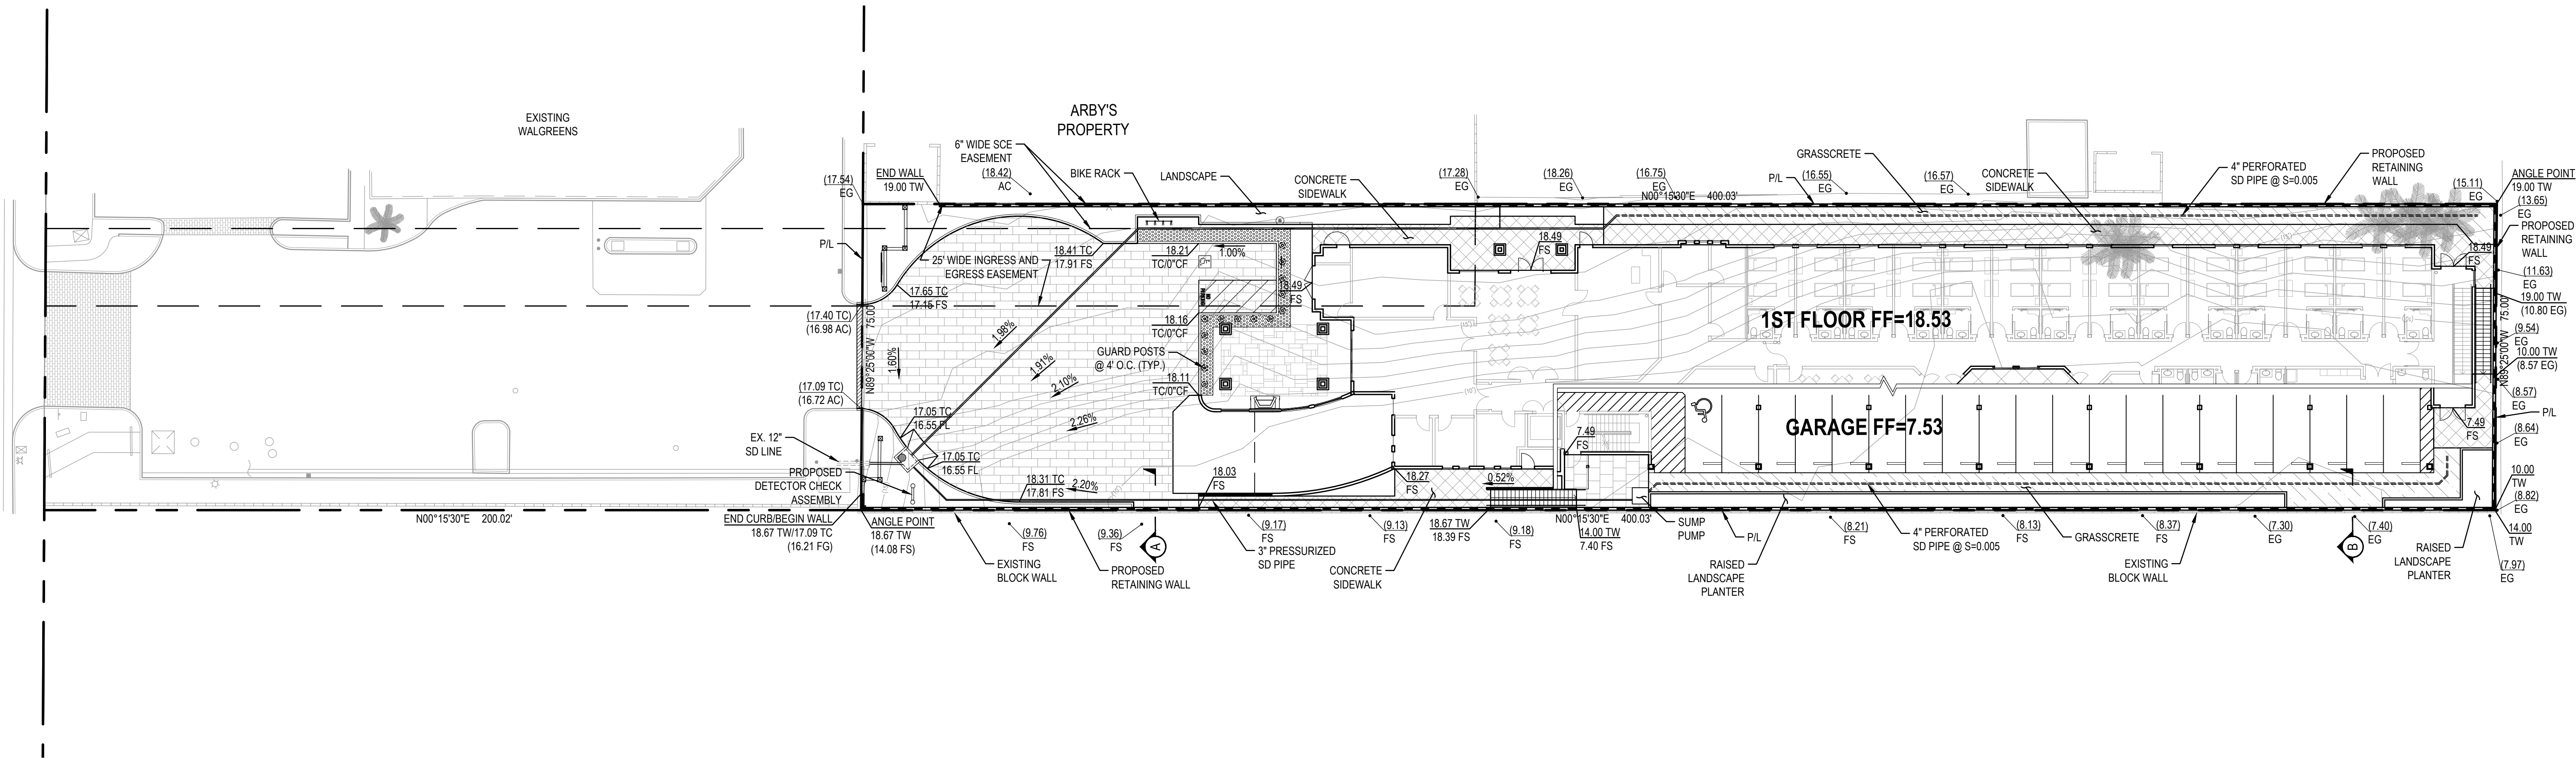 EXISTING
WALGREENS
ARBY'S
PROPERTY
6" WIDE SCE
EASEMENT
(17.54)
EG
END WALL
19.00 TW
(18.42)
AC
BIKE RACK
LANDSCAPE
CONCRETE
SIDEWALK
(17.28)
EG
(18.26)
EG
(16.75)
EG
N00°15'30"E 400.03'
GRASSCRETE
P/L
(16.55)
EG
(16.57)
EG
CONCRETE
SIDEWALK
4" PERFORATED
SD PIPE @ S=0.005
PROPOSED
RETAINING
WALL
(15.11)
EG
ANGLE POINT
19.00 TW
(13.65)
EG
PROPOSED
RETAINING
WALL
P/L
25' WIDE INGRESS AND
EGRESS EASEMENT
18.41 TC
17.91 FS
18.21
TC/0"CF
1.00%
18.49
FS
18.49
FS
18.49
FS
(11.63)
EG
19.00 TW
(10.80 EG)
17.65 TC
17.15 FS
(17.40 TC)
(16.98 AC)
N89°25'00"W 75.00'
1.60%
1.98%
1.91%
2.10%
18.16
TC/0"CF
GUARD POSTS
@ 4' O.C. (TYP.)
18.11
TC/0"CF
1ST FLOOR FF=18.53
(9.54)
EG
10.00 TW
(8.57 EG)
N89°25'00"W 75.00'
(17.09 TC)
(16.72 AC)
17.05 TC
16.55 FL
2.26%
GARAGE FF=7.53
(8.57)
EG
P/L
7.49
FS
7.49
FS
(8.64)
EG
EX. 12"
SD LINE
17.05 TC
16.55 FL
PROPOSED
DETECTOR CHECK
ASSEMBLY
18.31 TC
17.81 FS
2.20%
18.03
FS
18.27
FS
0.52%
10.00
TW
(8.82)
EG
N00°15'30"E 200.02'
END CURB/BEGIN WALL
18.67 TW/17.09 TC
(16.21 FG)
ANGLE POINT
18.67 TW
(14.08 FS)
(9.76)
FS
(9.36)
FS
A
(9.17)
FS
(9.13)
FS
18.67 TW
18.39 FS
(9.18)
FS
N00°15'30"E 400.03'
14.00 TW
7.40 FS
SUMP
PUMP
P/L
(8.21)
FS
4" PERFORATED
SD PIPE @ S=0.005
(8.13)
FS
GRASSCRETE
(8.37)
FS
(7.30)
EG
B
(7.40)
EG
14.00
TW
(7.97)
EG
EXISTING
BLOCK WALL
PROPOSED
RETAINING WALL
3" PRESSURIZED
SD PIPE
CONCRETE
SIDEWALK
RAISED
LANDSCAPE
PLANTER
EXISTING
BLOCK WALL
RAISED
LANDSCAPE
PLANTER